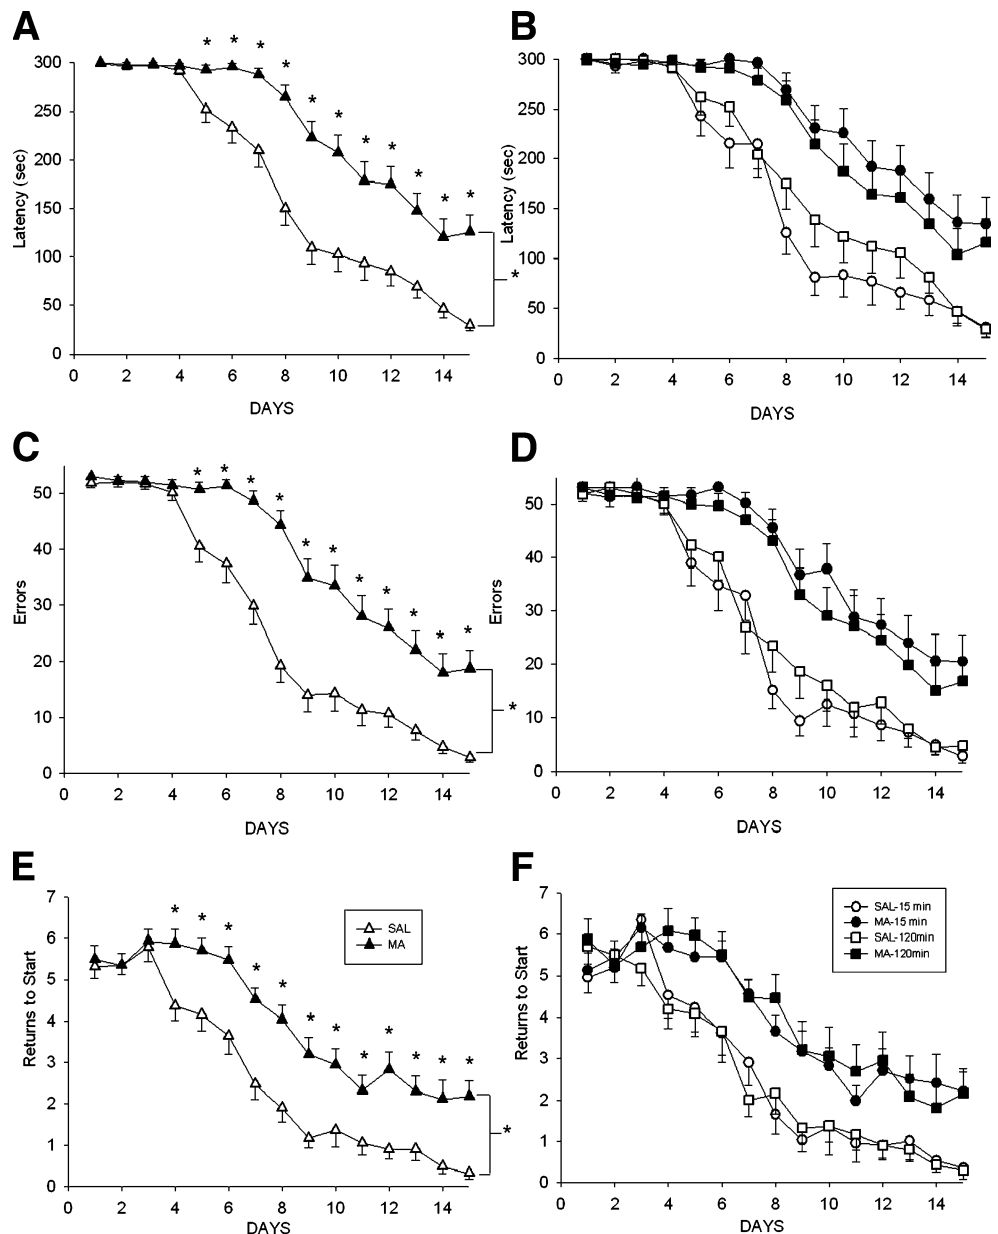 A
Latency (sec)
300
250
200
150
100
50
0
* * * * * * * * * * *
*
0 2 4 6 8 10 12 14
DAYS
B
Latency (sec)
300
250
200
150
100
50
0
0 2 4 6 8 10 12 14
DAYS
C
Errors
50
40
30
20
10
0
* * * * * * * * * * *
*
0 2 4 6 8 10 12 14
DAYS
D
Errors
50
40
30
20
10
0
0 2 4 6 8 10 12 14
DAYS
E
Returns to Start
7
6
5
4
3
2
1
0
* * * * * * * * * * * *
*
SAL
MA
0 2 4 6 8 10 12 14
DAYS
F
Returns to Start
7
6
5
4
3
2
1
0
SAL-15 min
MA-15 min
SAL-120min
MA-120min
0 2 4 6 8 10 12 14
DAYS